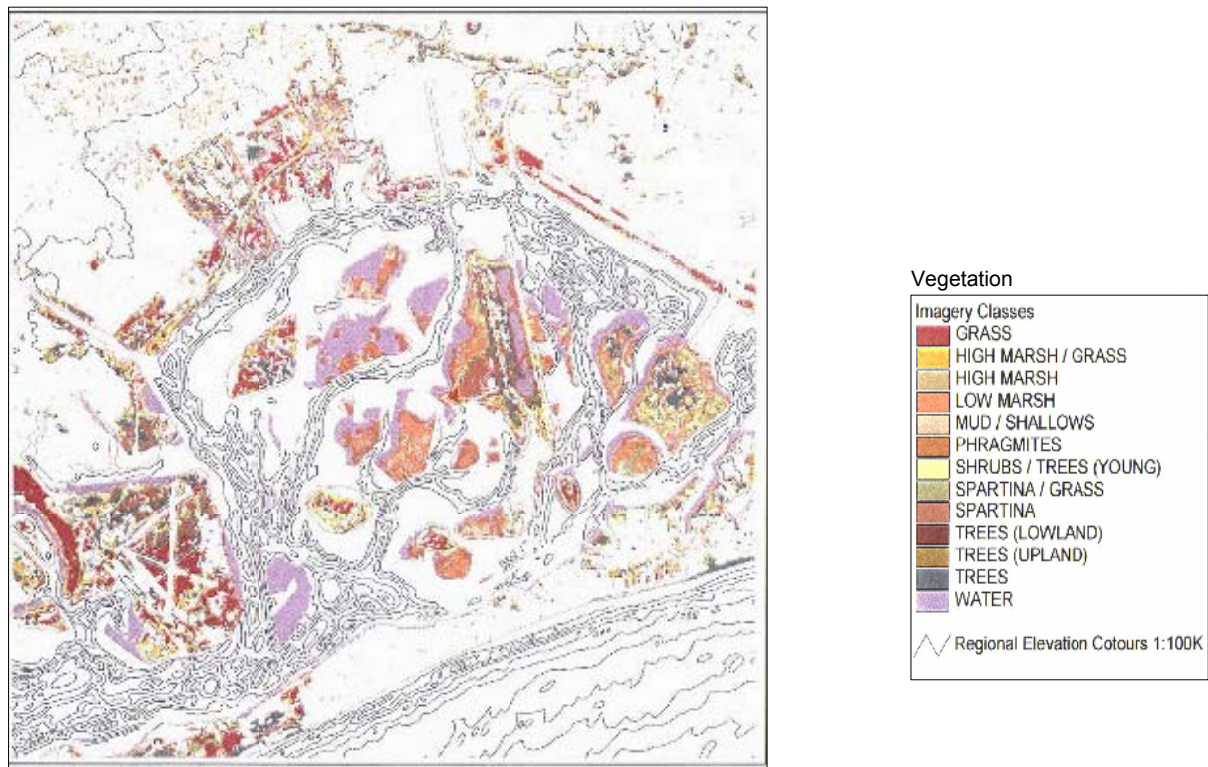 Vegetation
Imagery Classes
GRASS
HIGH MARSH / GRASS
HIGH MARSH
LOW MARSH
MUD / SHALLOWS
PHRAGMITES
SHRUBS / TREES (YOUNG)
SPARTINA / GRASS
SPARTINA
TREES (LOWLAND)
TREES (UPLAND)
TREES
WATER
Regional Elevation Cotours 1:100K